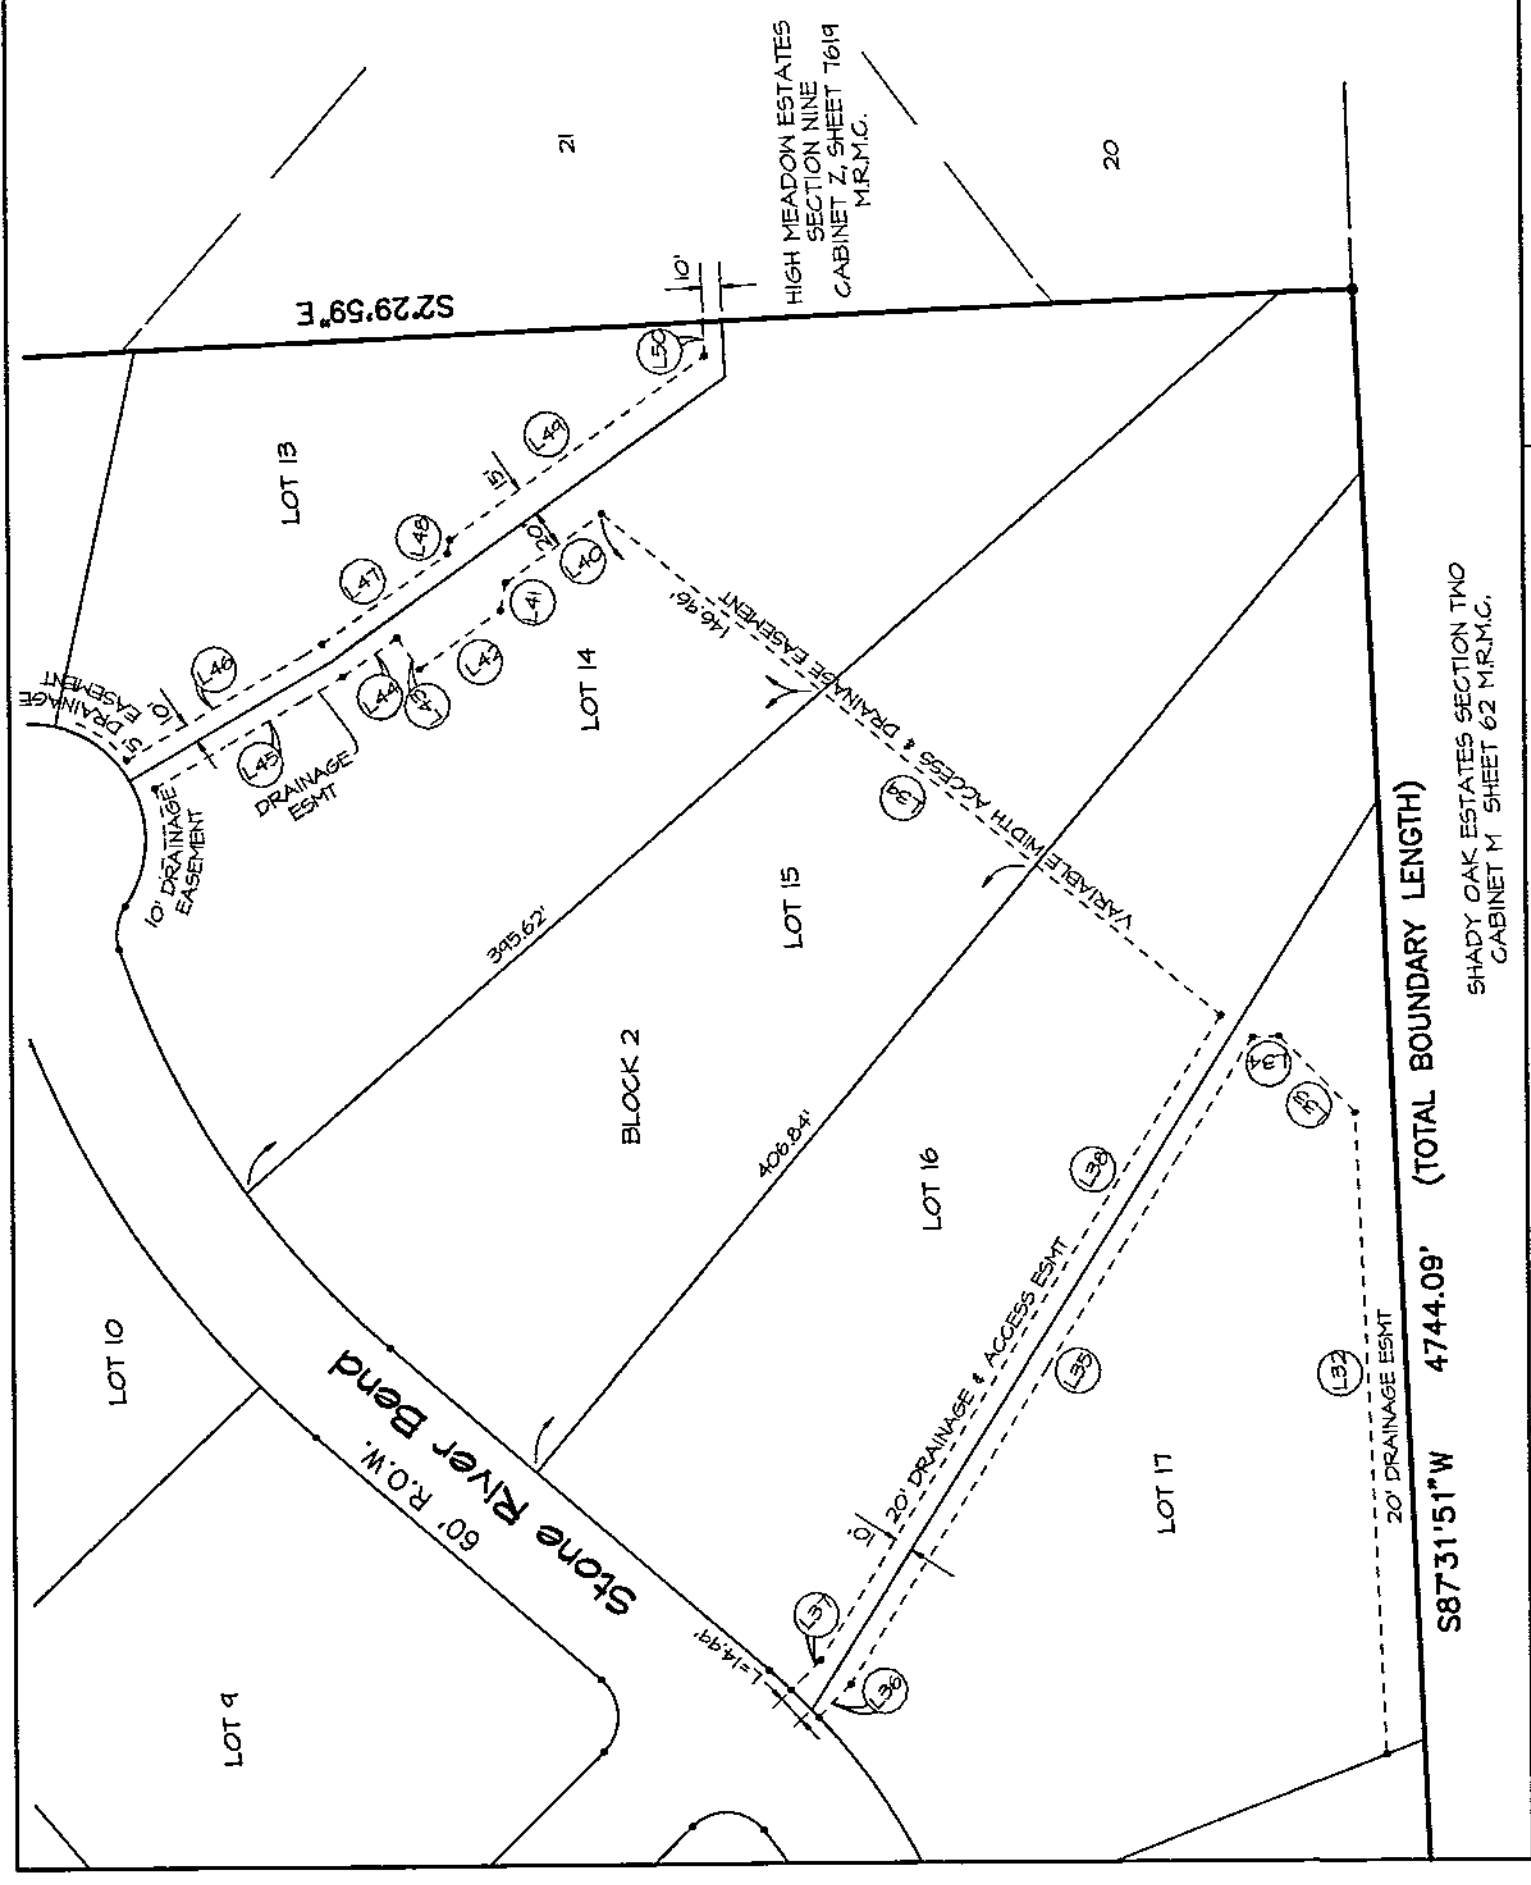 S2°29'59"E
21
HIGH MEADOW ESTATES
SECTION NINE
CABINET Z, SHEET 7619
M.R.M.C.
20
10'
L50
LOT 13
L49
15'
L48
L47
L46
10'
5' DRAINAGE
EASEMENT
20'
L40
L41
L42
L43
L44
L45
DRAINAGE
ESMT
10' DRAINAGE
EASEMENT
LOT 14
146.96'
VARIABLE WIDTH ACCESS & DRAINAGE EASEMENT
L39
395.62'
LOT 15
BLOCK 2
406.84'
LOT 16
L38
L34
L33
20' DRAINAGE & ACCESS ESMT
10'
L35
L37
L36
L=14.99'
LOT 10
60' R.O.W.
Stone River Bend
LOT 9
LOT 17
L32
20' DRAINAGE ESMT
S87°31'51"W 4744.09' (TOTAL BOUNDARY LENGTH)
SHADY OAK ESTATES SECTION TWO
CABINET M SHEET 62 M.R.M.C.